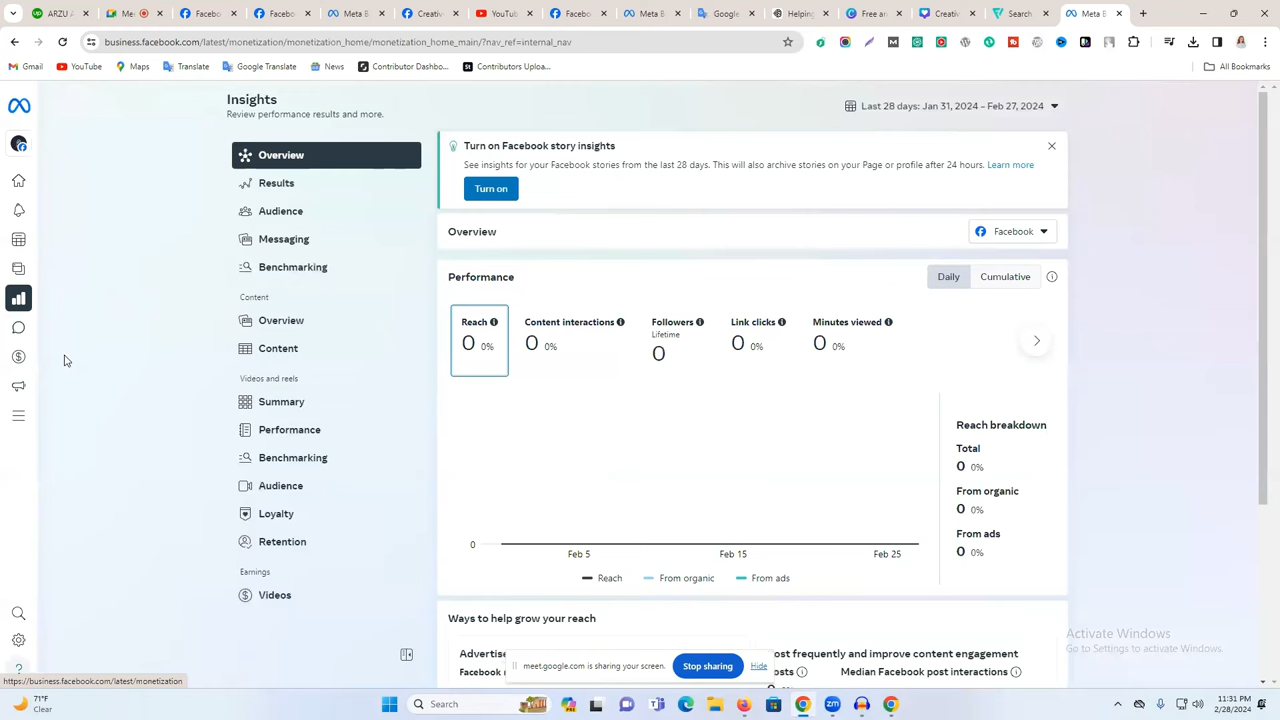 ARZU A
Me
Facebo
Facebo
Meta B
Creativ
YouTub
Facebo
Meta B
Google
Helping
Free an
Creatin
Search
Meta B
business.facebook.com/latest/monetization/monetization_home/monetization_home_main/?nav_ref=internal_nav
Gmail
YouTube
Maps
Translate
Google Translate
News
Contributor Dashbo...
Contributors Uploa...
All Bookmarks
Insights
Review performance results and more.
Last 28 days: Jan 31, 2024 – Feb 27, 2024
Overview
Results
Audience
Messaging
Benchmarking
Content
Overview
Content
Videos and reels
Summary
Performance
Benchmarking
Audience
Loyalty
Retention
Earnings
Videos
Turn on Facebook story insights
See insights for your Facebook stories from the last 28 days. This will also archive stories on your Page or profile after 24 hours. Learn more
Turn on
Overview
Facebook
Performance
Daily
Cumulative
Reach
0 0%
Content interactions
0 0%
Followers
Lifetime
0
Link clicks
0 0%
Minutes viewed
0 0%
0
Feb 5
Feb 15
Feb 25
Reach
From organic
From ads
Reach breakdown
Total
0 0%
From organic
0 0%
From ads
0 0%
Ways to help grow your reach
Advertise
Facebook
ost frequently and improve content engagement
osts
Median Facebook post interactions
meet.google.com is sharing your screen.
Stop sharing
Hide
Activate Windows
Go to Settings to activate Windows.
https://business.facebook.com/latest/monetization
71°F
Clear
Search
11:31 PM
2/28/2024